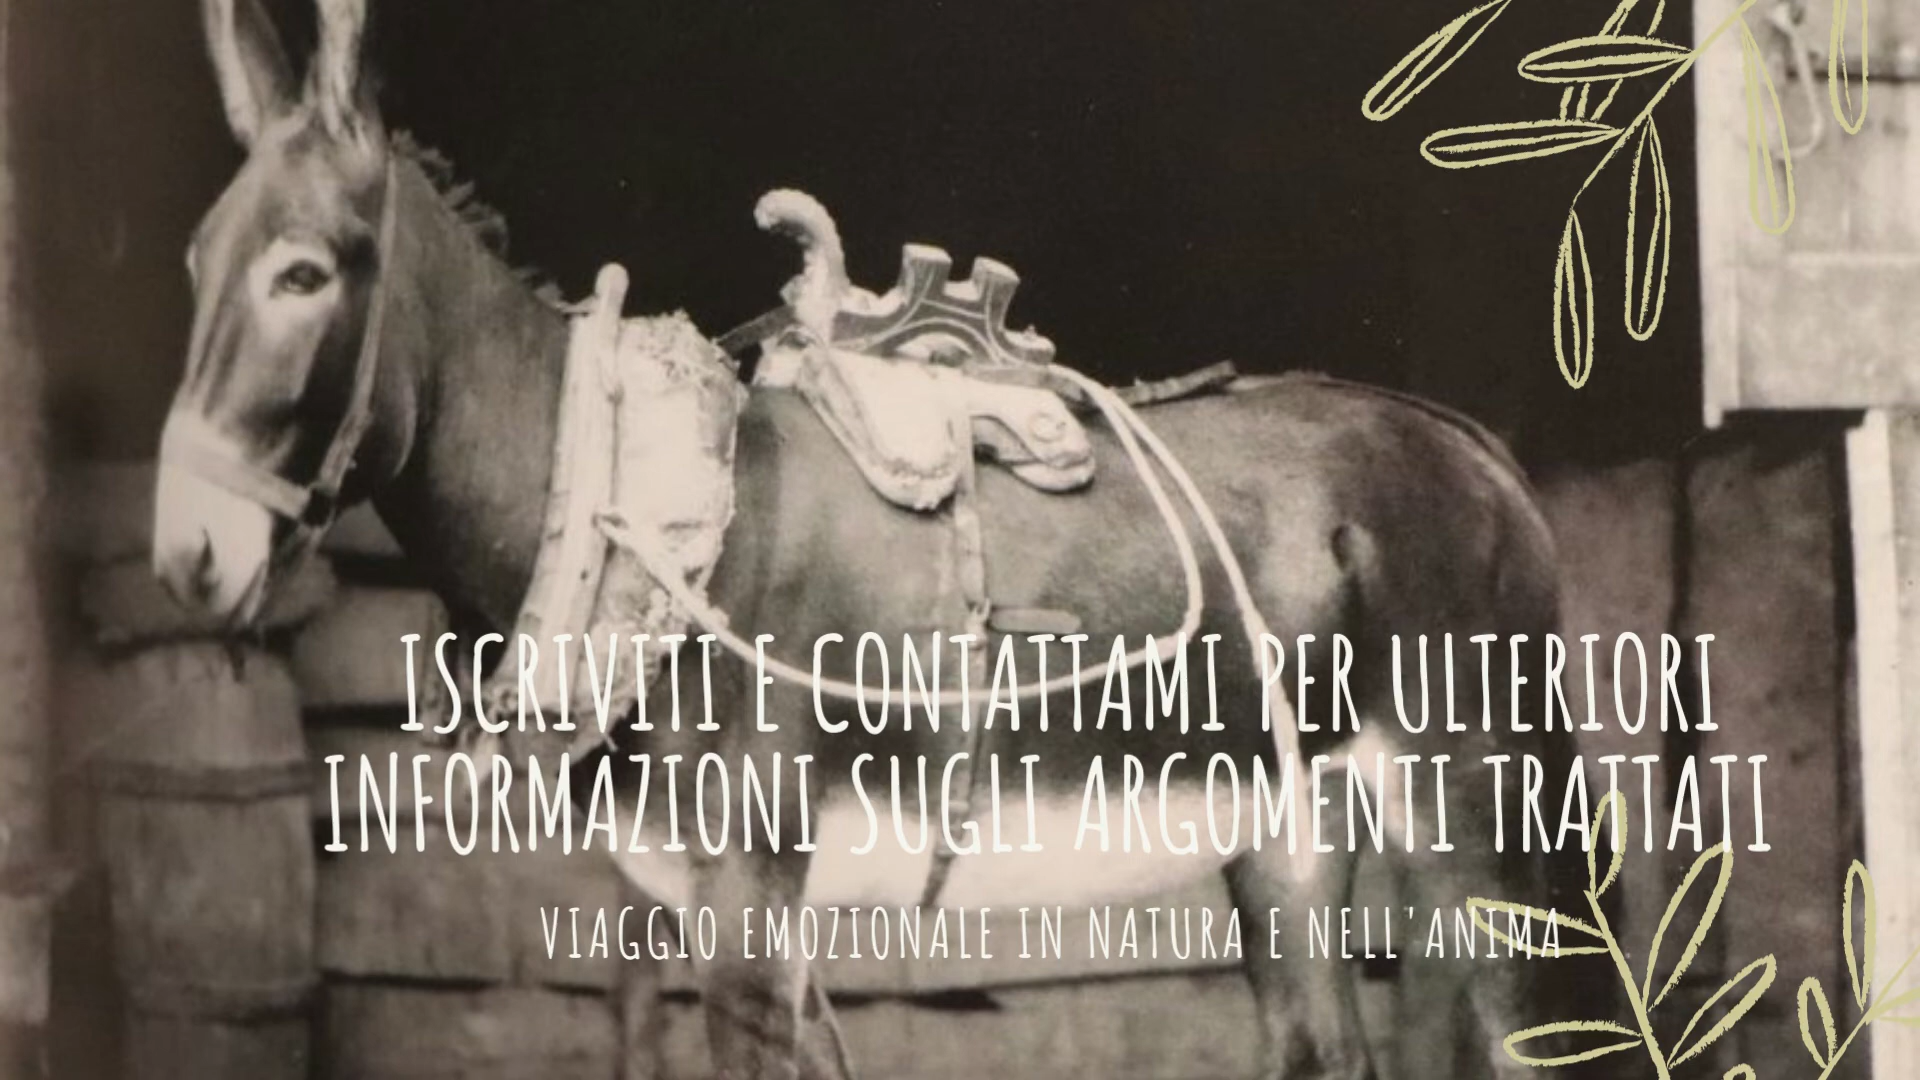 ISCRIVITI E CONTATTAMI PER ULTERIORI
INFORMAZIONI SUGLI ARGOMENTI TRATTATI
VIAGGIO EMOZIONALE IN NATURA E NELL'ANIMA